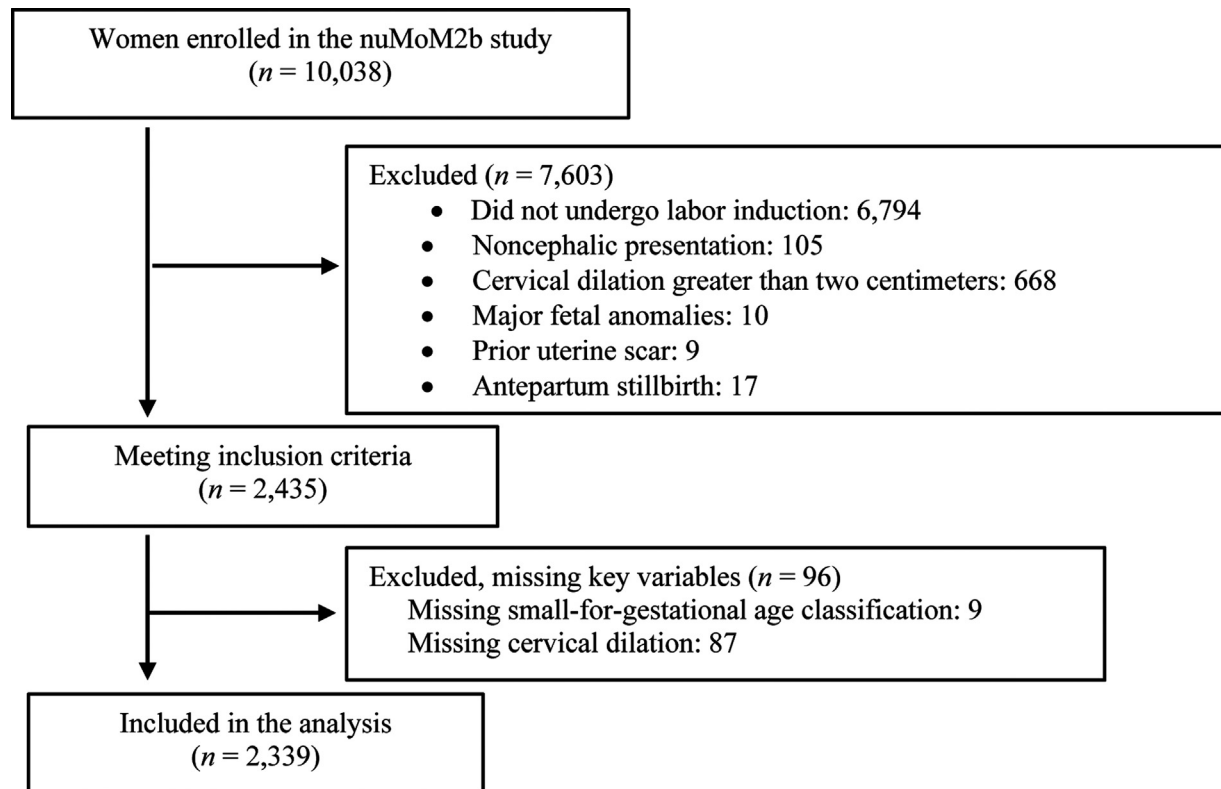 Women enrolled in the nuMoM2b study
(n = 10,038)
Excluded (n = 7,603)
• Did not undergo labor induction: 6,794
• Noncephalic presentation: 105
• Cervical dilation greater than two centimeters: 668
• Major fetal anomalies: 10
• Prior uterine scar: 9
• Antepartum stillbirth: 17
Meeting inclusion criteria
(n = 2,435)
Excluded, missing key variables (n = 96)
Missing small-for-gestational age classification: 9
Missing cervical dilation: 87
Included in the analysis
(n = 2,339)